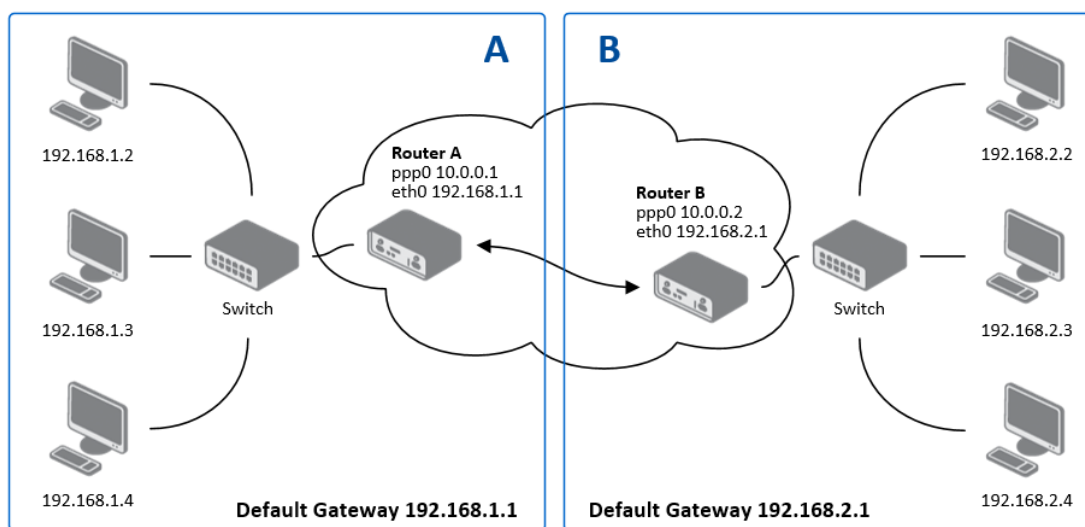 A
B
192.168.1.2
192.168.2.2
Router A
ppp0 10.0.0.1
eth0 192.168.1.1
Router B
ppp0 10.0.0.2
eth0 192.168.2.1
Switch
Switch
192.168.1.3
192.168.2.3
192.168.1.4
192.168.2.4
Default Gateway 192.168.1.1
Default Gateway 192.168.2.1